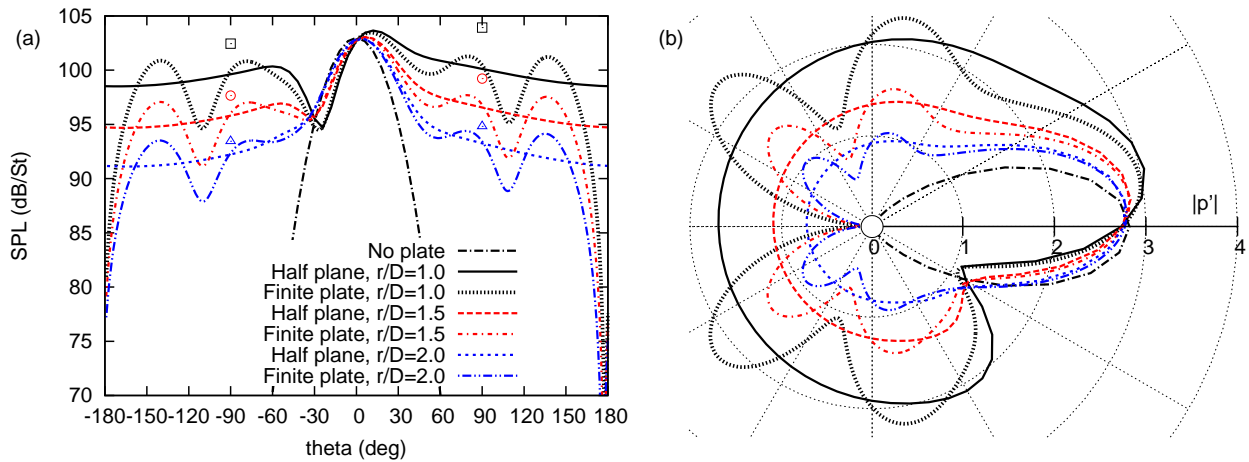 (a)
SPL (dB/St)
105
100
95
90
85
80
75
70
No plate
Half plane, r/D=1.0
Finite plate, r/D=1.0
Half plane, r/D=1.5
Finite plate, r/D=1.5
Half plane, r/D=2.0
Finite plate, r/D=2.0
-180 -150 -120 -90 -60 -30 0 30 60 90 120 150 180
theta (deg)
(b)
|p'|
0 1 2 3 4